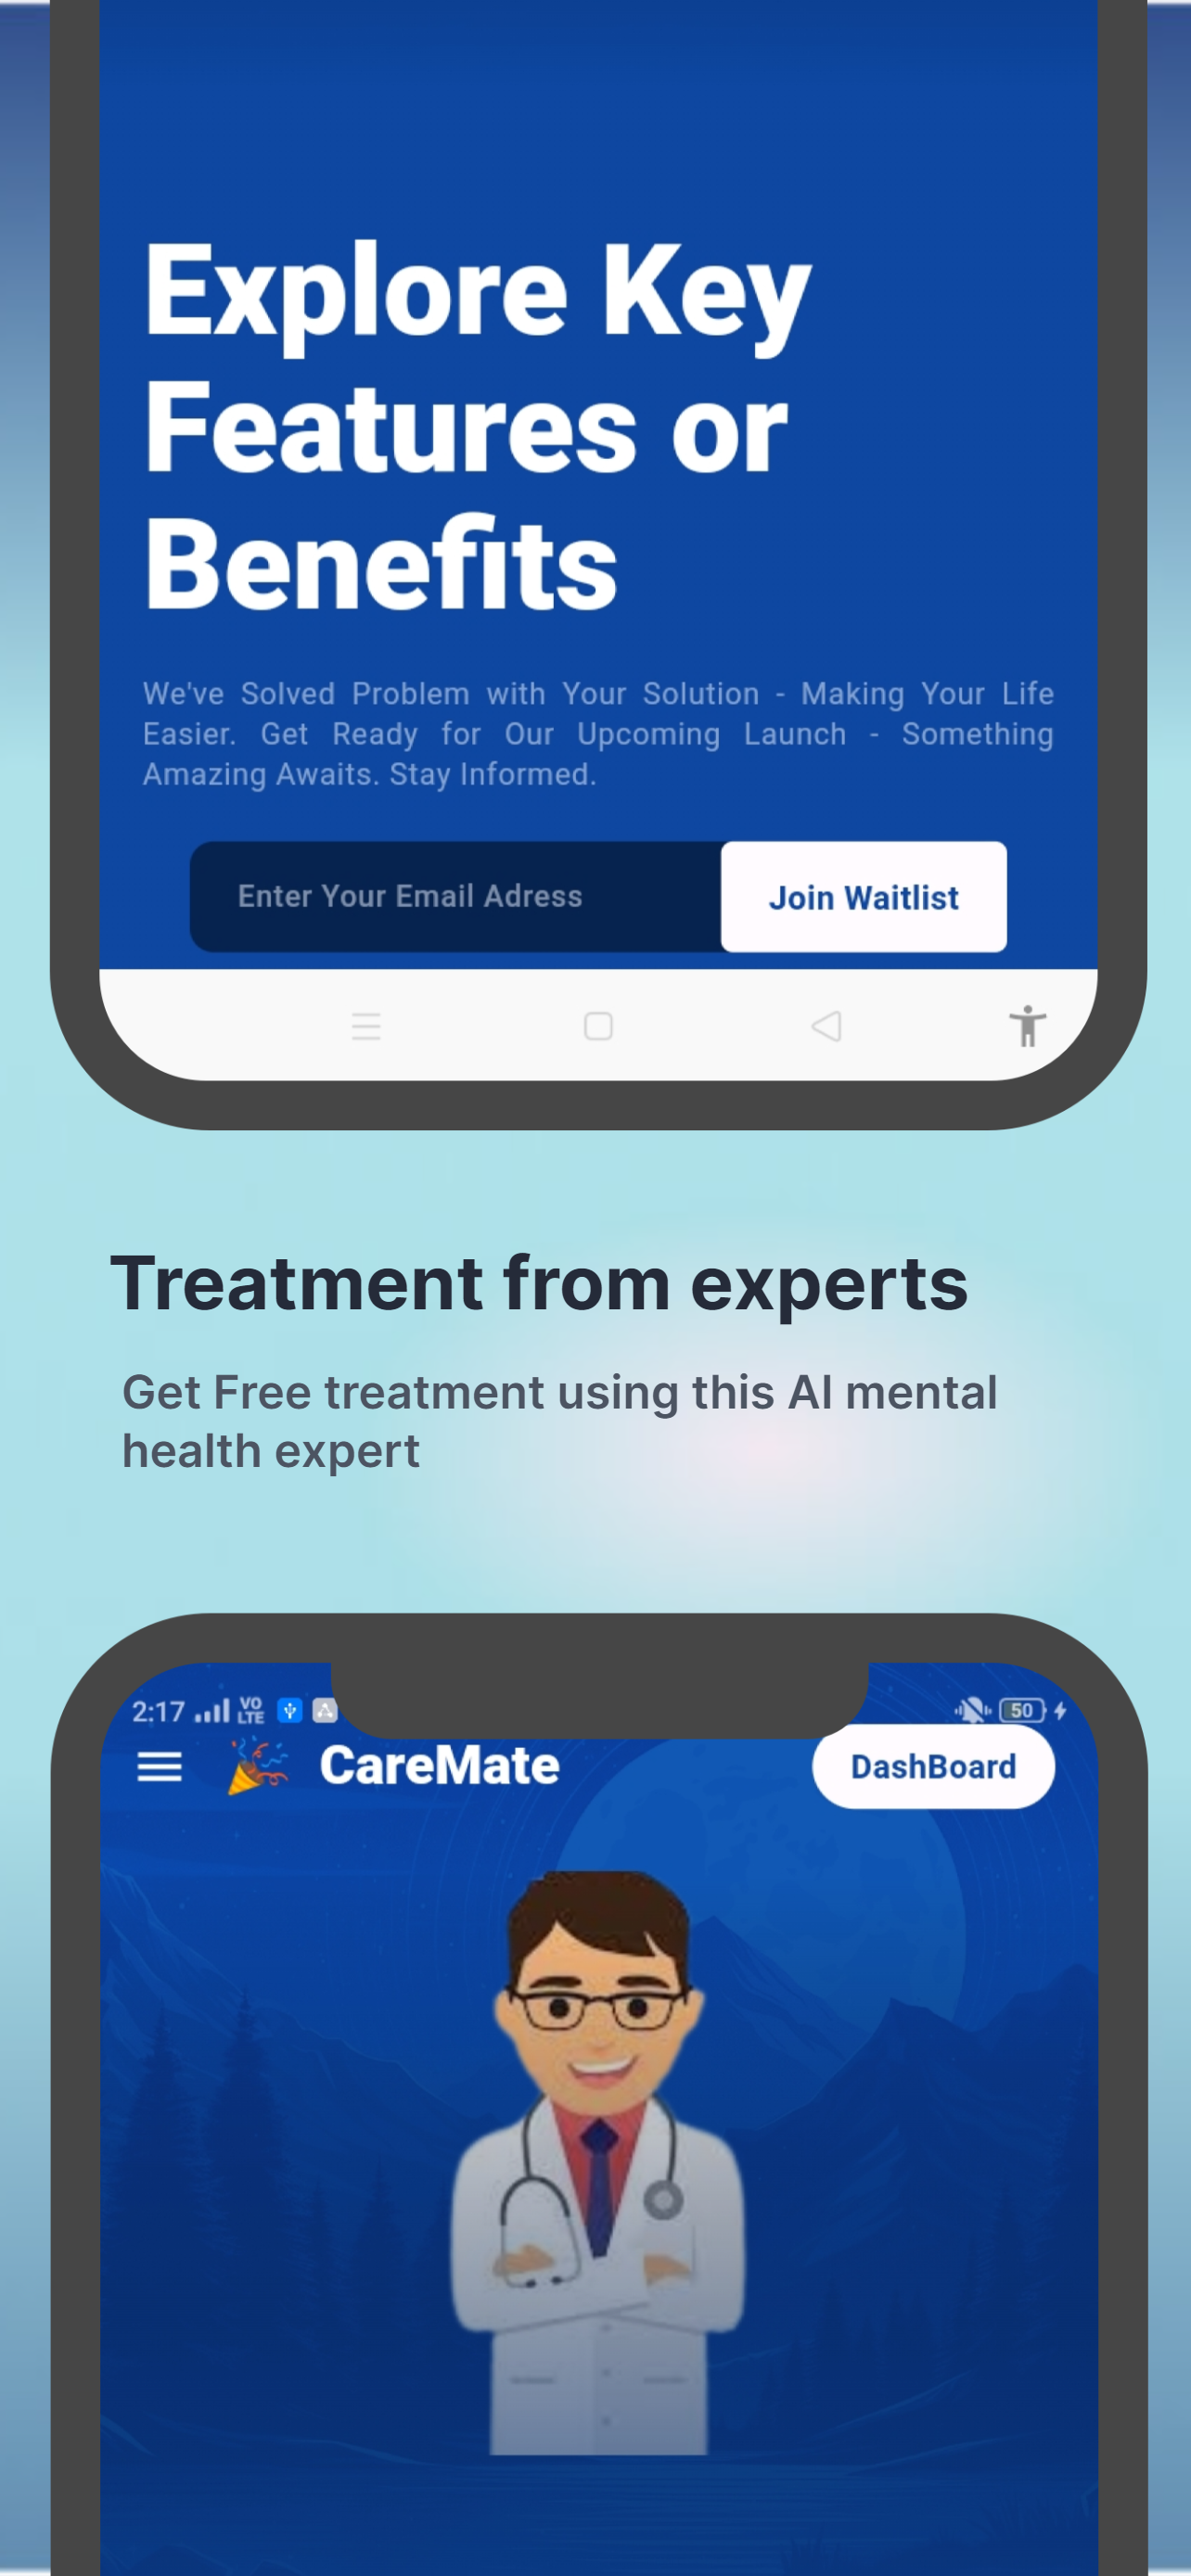 Explore Key
Features or
Benefits
We've Solved Problem with Your Solution - Making Your Life
Easier. Get Ready for Our Upcoming Launch - Something
Amazing Awaits. Stay Informed.
Enter Your Email Adress
Join Waitlist
Treatment from experts
Get Free treatment using this AI mental
health expert
2:17 VO LTE 50
CareMate DashBoard